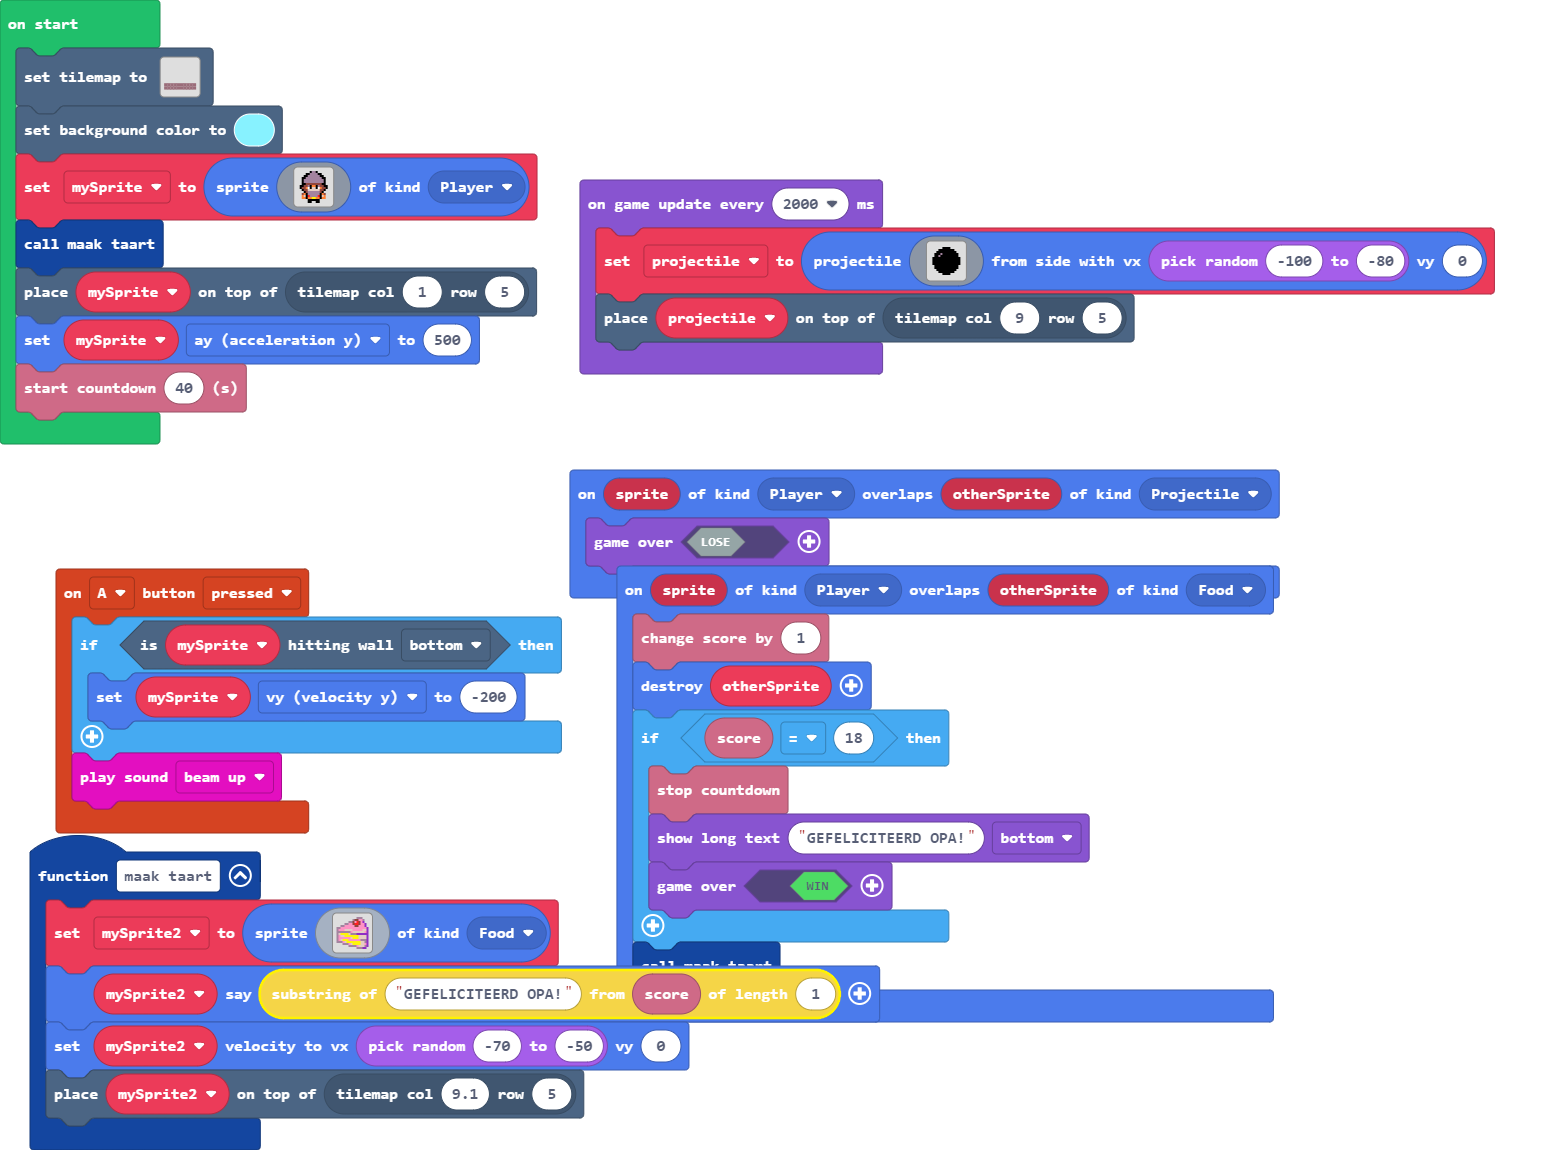 on start
set tilemap to
set background color to
set mySprite to sprite of kind Player
call maak taart
place mySprite on top of tilemap col 1 row 5
set mySprite ay (acceleration y) to 500
start countdown 40 (s)
on game update every 2000 ms
set projectile to projectile from side with vx pick random -100 to -80 vy 0
place projectile on top of tilemap col 9 row 5
on sprite of kind Player overlaps otherSprite of kind Projectile
game over LOSE
on A button pressed
if is mySprite hitting wall bottom then
set mySprite vy (velocity y) to -200
play sound beam up
on sprite of kind Player overlaps otherSprite of kind Food
change score by 1
destroy otherSprite
if score = 18 then
stop countdown
show long text "GEFELICITEERD OPA!" bottom
game over WIN
call maak taart
function maak taart
set mySprite2 to sprite of kind Food
mySprite2 say substring of "GEFELICITEERD OPA!" from score of length 1
set mySprite2 velocity to vx pick random -70 to -50 vy 0
place mySprite2 on top of tilemap col 9.1 row 5